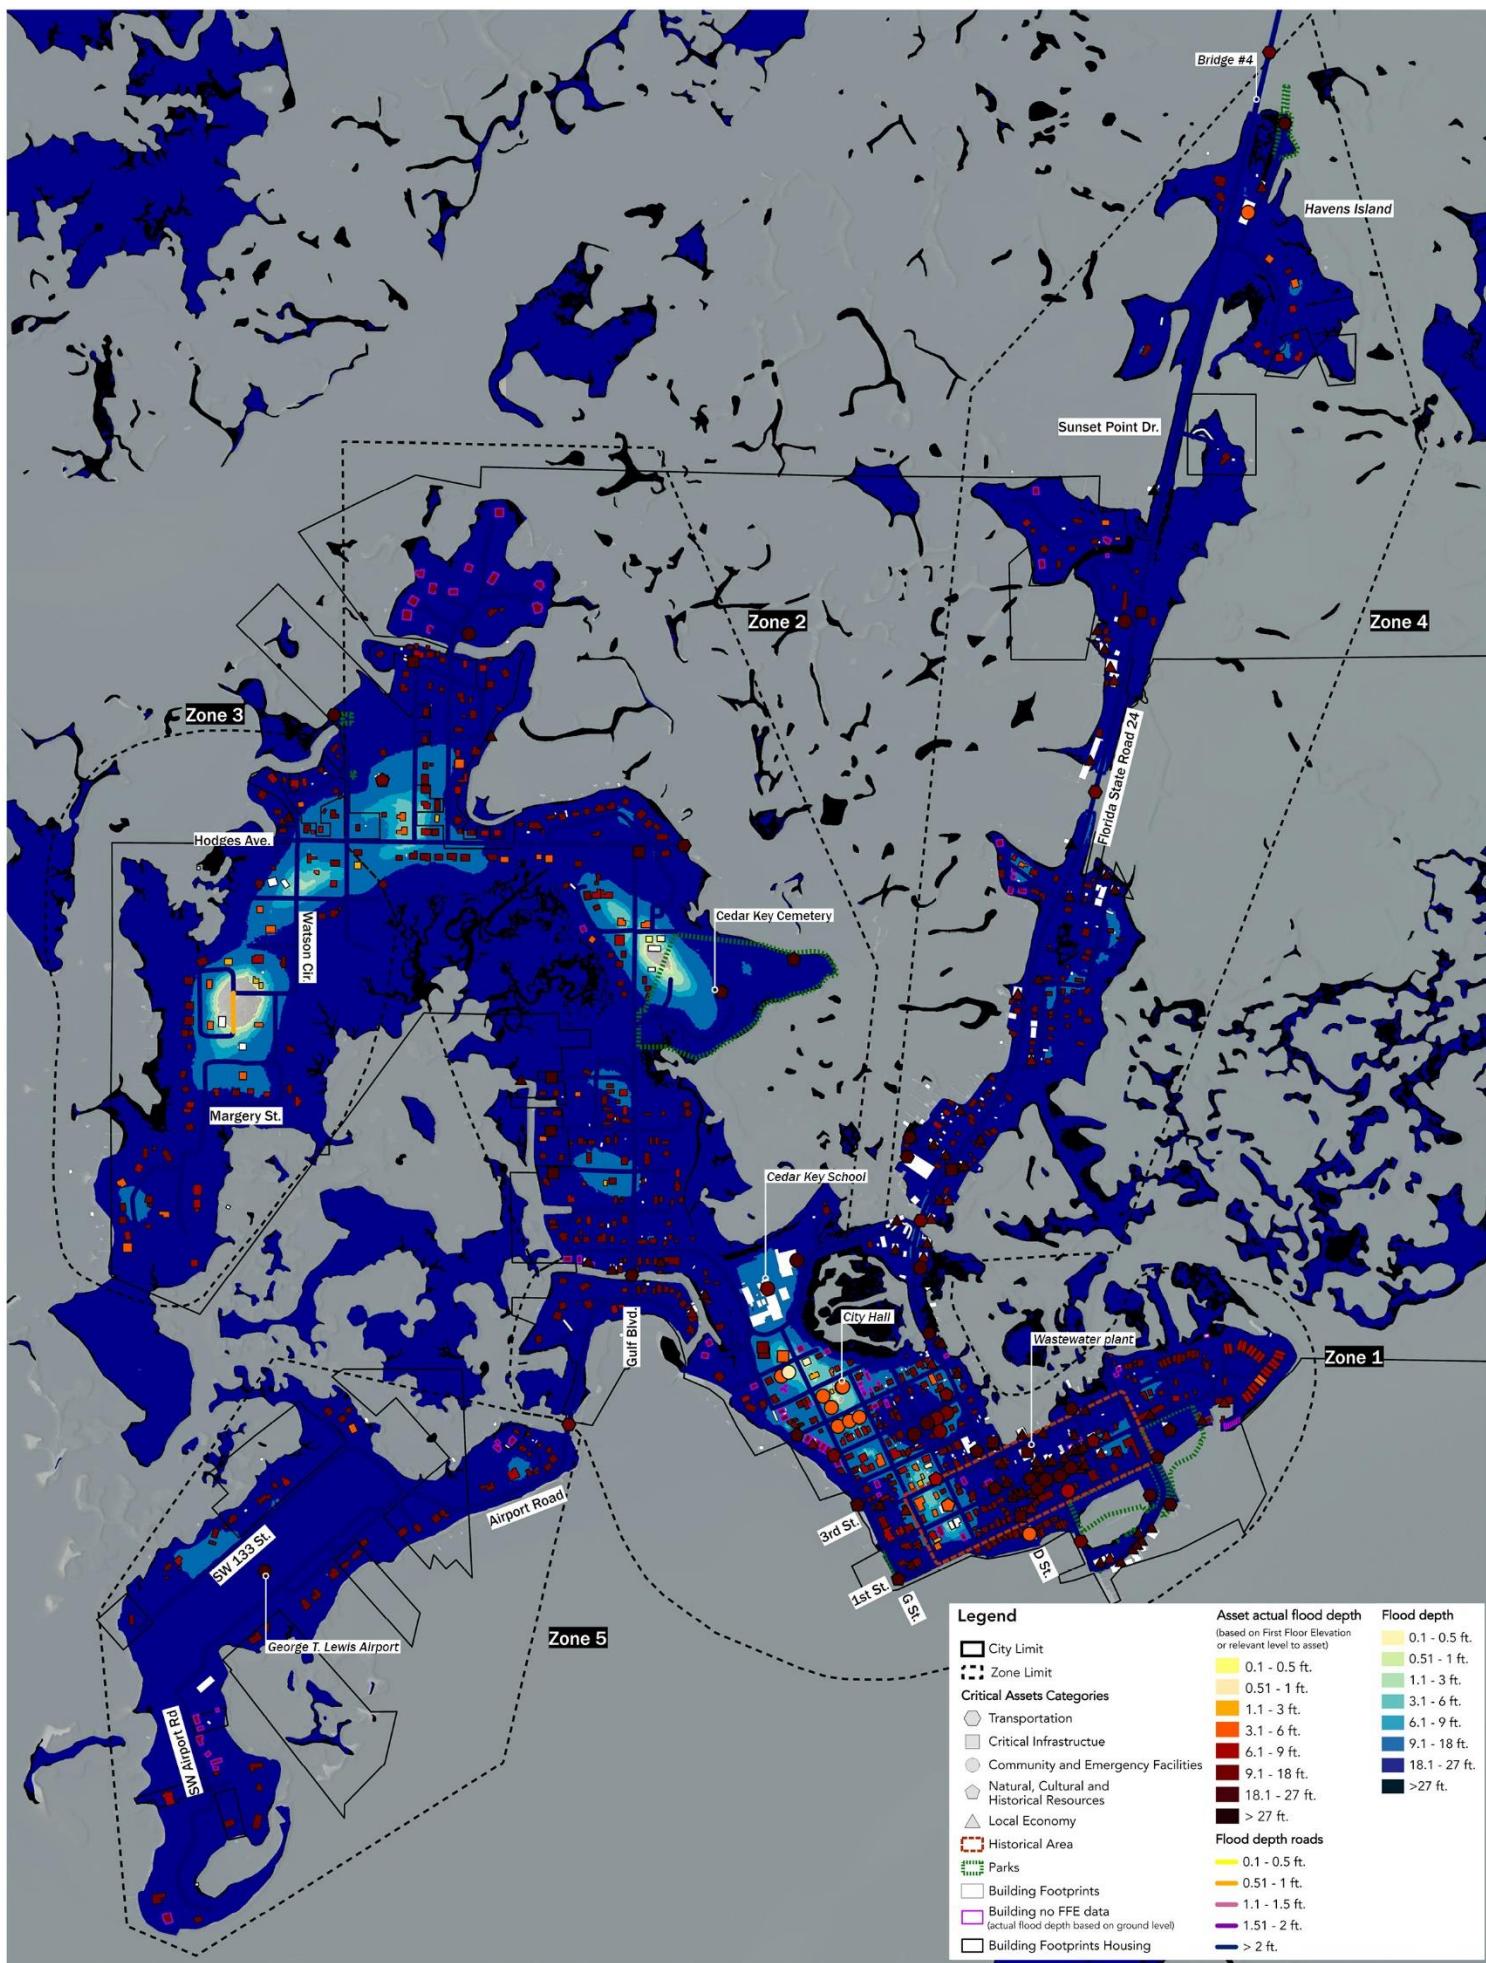 Bridge #4
Havens Island
Sunset Point Dr.
Zone 2
Zone 4
Zone 3
Florida State Road 24
Hodges Ave.
Watson Cir.
Cedar Key Cemetery
Margery St.
Cedar Key School
City Hall
Gulf Blvd.
Wastewater plant
Zone 1
Airport Road
3rd St.
SW 133 St.
D St.
1st St.
G St.
George T. Lewis Airport
Zone 5
SW Airport Rd
Legend
City Limit
Zone Limit
Critical Assets Categories
Transportation
Critical Infrastructue
Community and Emergency Facilities
Natural, Cultural and
Historical Resources
Local Economy
Historical Area
Parks
Building Footprints
Building no FFE data
(actual flood depth based on ground level)
Building Footprints Housing
Asset actual flood depth
(based on First Floor Elevation
or relevant level to asset)
0.1 - 0.5 ft.
0.51 - 1 ft.
1.1 - 3 ft.
3.1 - 6 ft.
6.1 - 9 ft.
9.1 - 18 ft.
18.1 - 27 ft.
> 27 ft.
Flood depth roads
0.1 - 0.5 ft.
0.51 - 1 ft.
1.1 - 1.5 ft.
1.51 - 2 ft.
> 2 ft.
Flood depth
0.1 - 0.5 ft.
0.51 - 1 ft.
1.1 - 3 ft.
3.1 - 6 ft.
6.1 - 9 ft.
9.1 - 18 ft.
18.1 - 27 ft.
>27 ft.